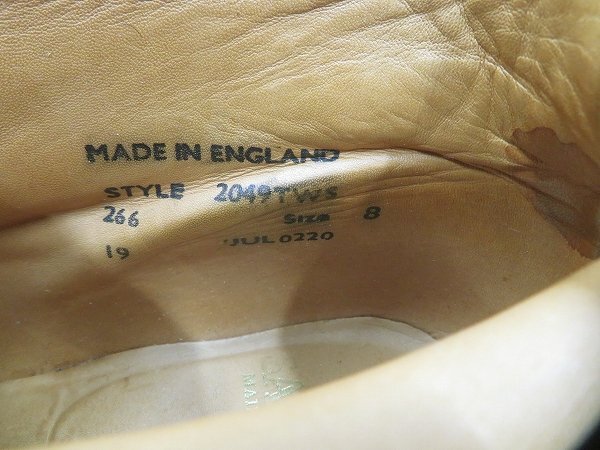 MADE IN ENGLAND
STYLE 2049TWS
266 Size 8
19 JUL0220